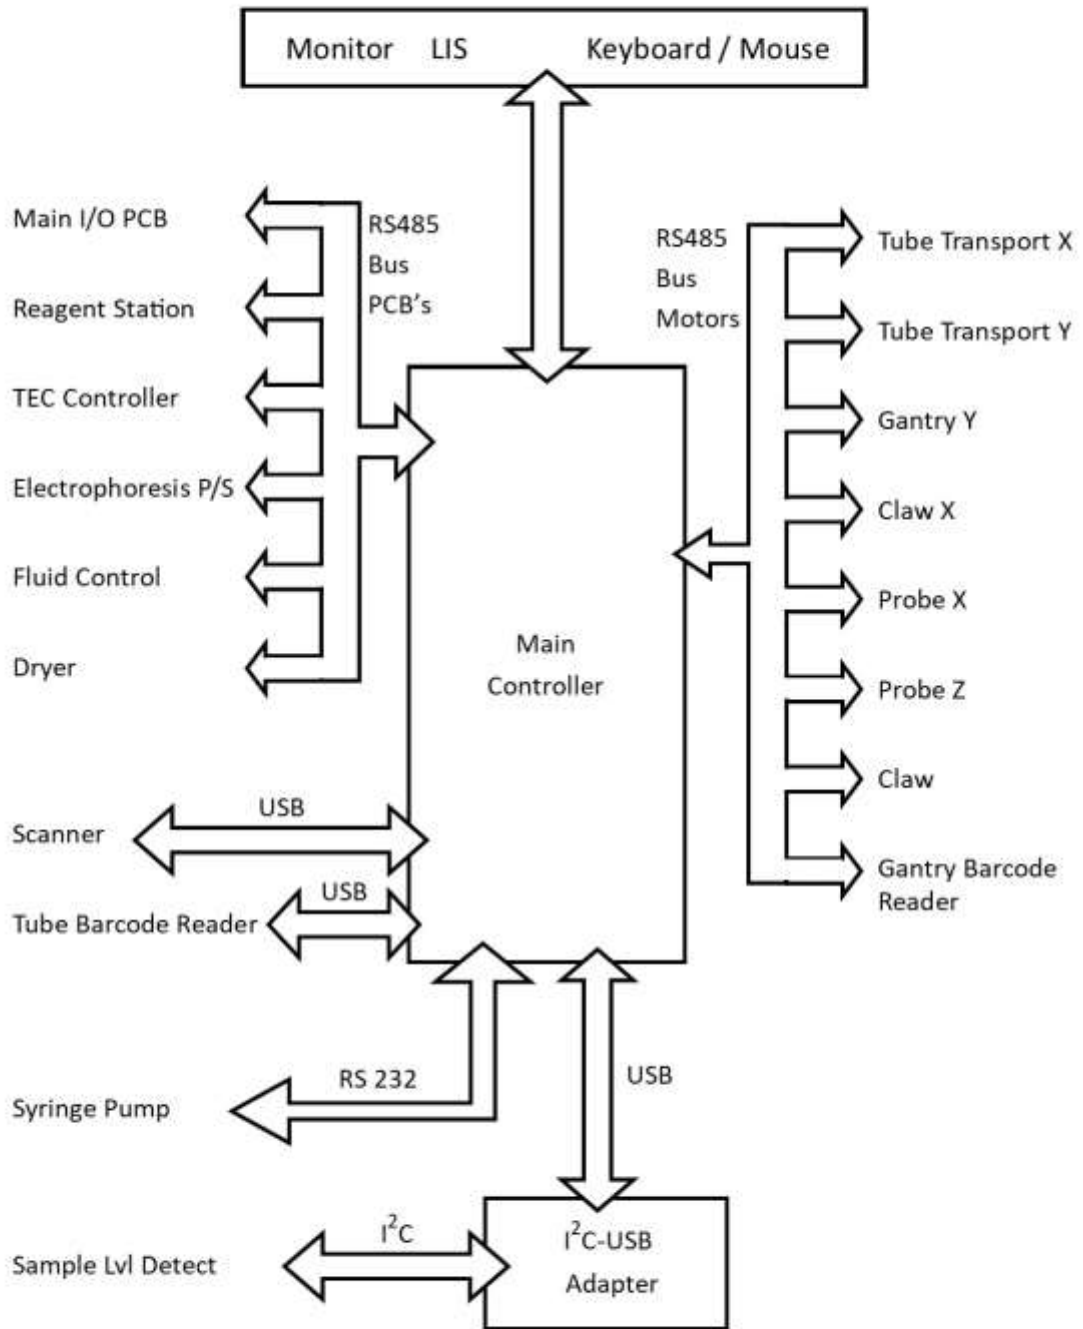 Monitor LIS Keyboard / Mouse
Main I/O PCB
Reagent Station
TEC Controller
Electrophoresis P/S
Fluid Control
Dryer
RS485
Bus
PCB's
RS485
Bus
Motors
Tube Transport X
Tube Transport Y
Gantry Y
Claw X
Probe X
Probe Z
Claw
Gantry Barcode
Reader
Main
Controller
Scanner
USB
Tube Barcode Reader
USB
Syringe Pump
RS 232
USB
Sample Lvl Detect
I²C
I²C-USB
Adapter